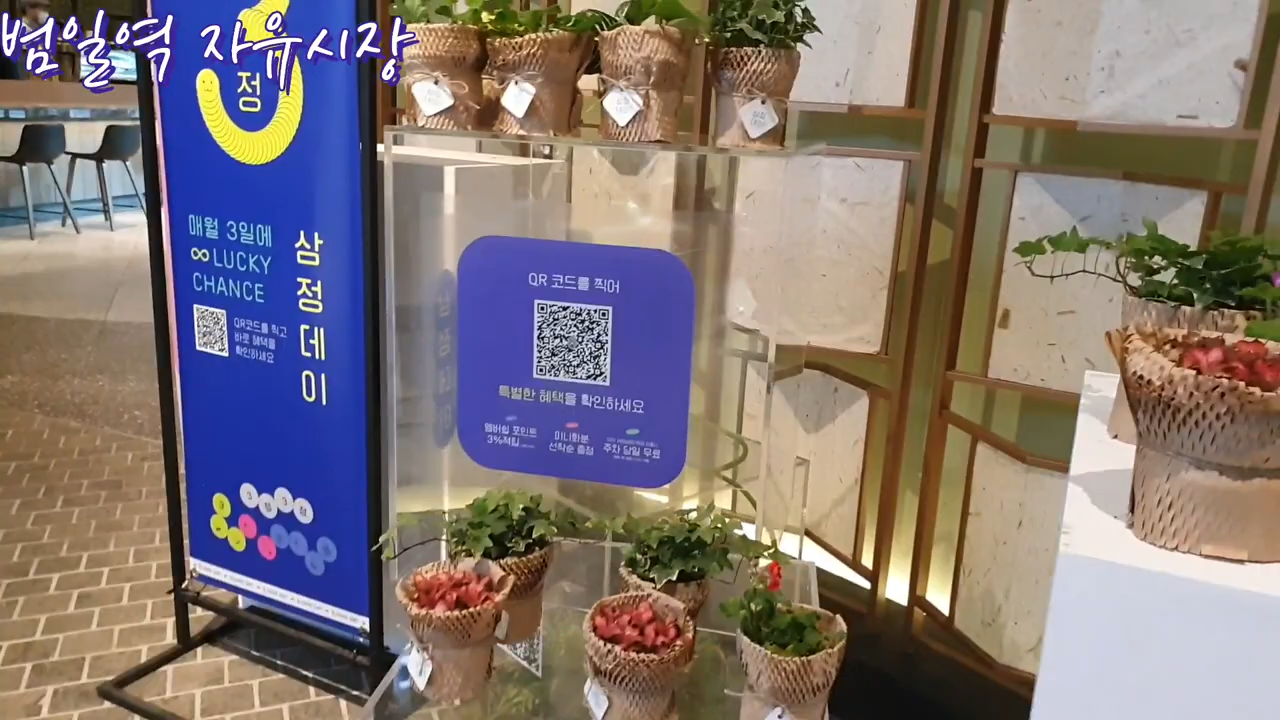 범일역 자유시장
정
매월 3일에
∞LUCKY
CHANCE
삼정데이
QR코드를 찍고
바로 혜택을
확인하세요
QR 코드를 찍어
특별한 혜택을 확인하세요
멤버쉽 포인트
3%적립
미니화분
선착순 증정
주차 당일 무료